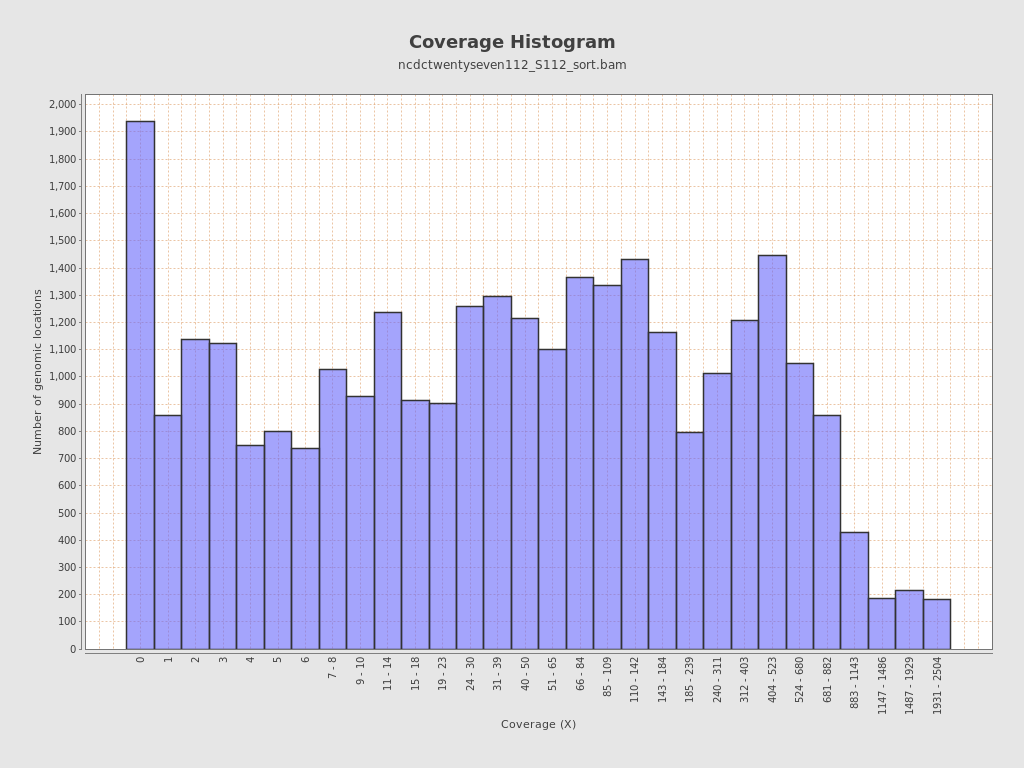 Coverage Histogram
ncdctwentyseven112_S112_sort.bam
Number of genomic locations
2,000
1,900
1,800
1,700
1,600
1,500
1,400
1,300
1,200
1,100
1,000
900
800
700
600
500
400
300
200
100
0
0
1
2
3
4
5
6
7 - 8
9 - 10
11 - 14
15 - 18
19 - 23
24 - 30
31 - 39
40 - 50
51 - 65
66 - 84
85 - 109
110 - 142
143 - 184
185 - 239
240 - 311
312 - 403
404 - 523
524 - 680
681 - 882
883 - 1143
1147 - 1486
1487 - 1929
1931 - 2504
Coverage (X)